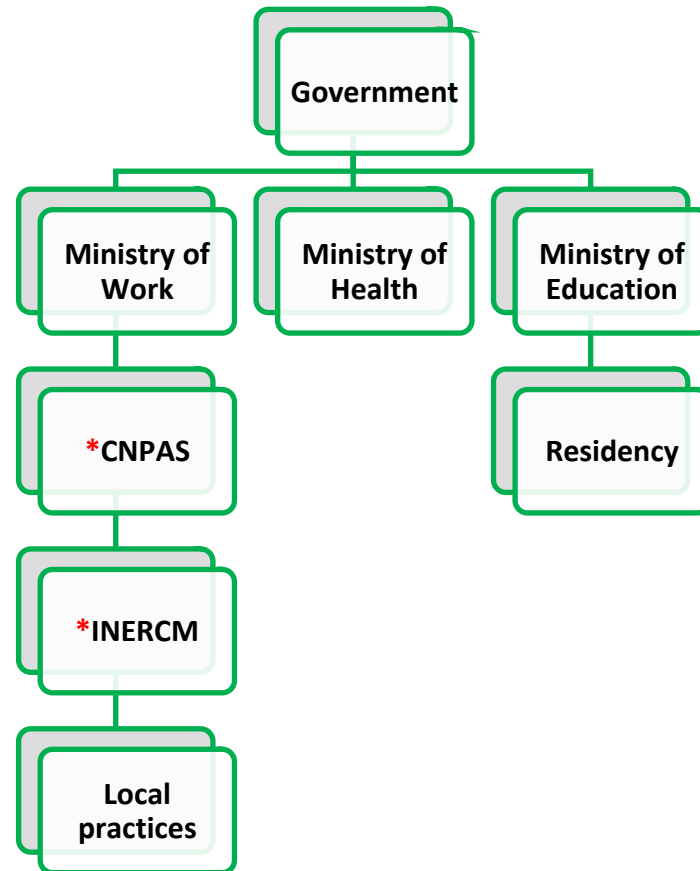 Government
Ministry of
Work
Ministry of
Health
Ministry of
Education
*CNPAS
Residency
*INERCM
Local
practices